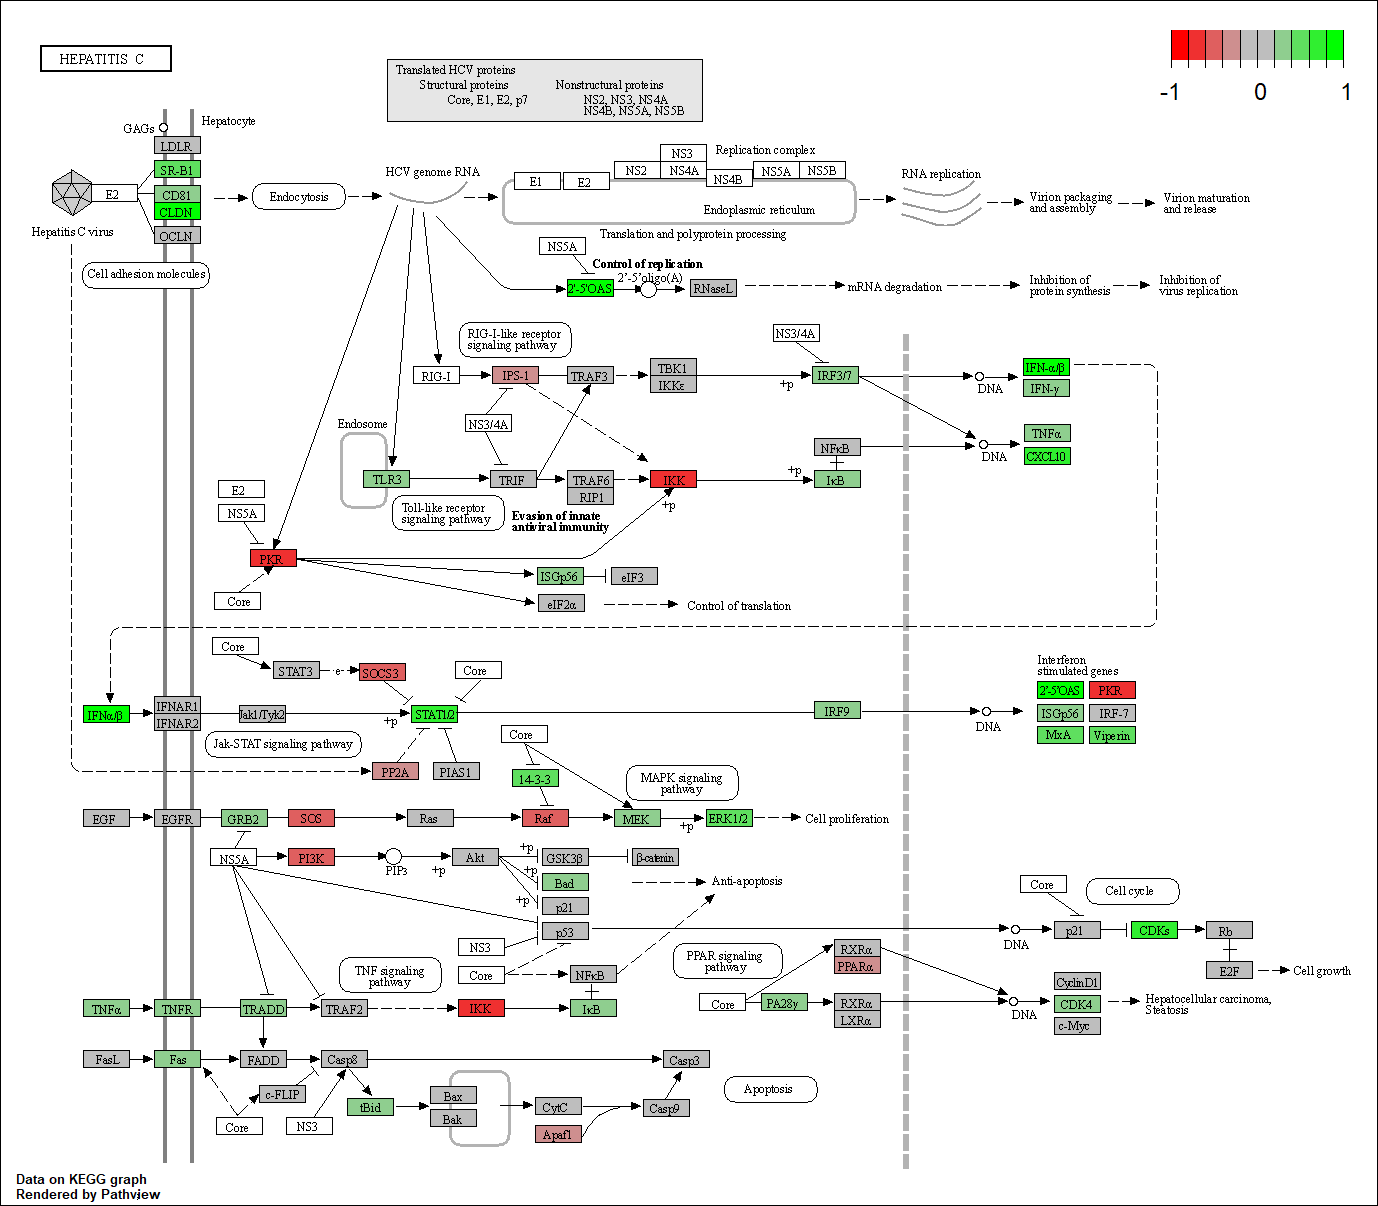 HEPATITIS C
-1
0
1
Translated HCV proteins
Structural proteins
Nonstructural proteins
Core, E1, E2, p7
NS2, NS3, NS4A
NS4B, NS5A, NS5B
GAGs
Hepatocyte
LDLR
SR-B1
E2
CD81
CLDN
OCLN
Hepatitis C virus
Cell adhesion molecules
Endocytosis
HCV genome RNA
NS3
Replication complex
NS2
NS4A
NS5A
NS5B
E1
E2
NS4B
Endoplasmic reticulum
Translation and polyprotein processing
RNA replication
Virion packaging
and assembly
Virion maturation
and release
NS5A
Control of replication
2'-5'oligo(A)
2'-5'OAS
RNaseL
mRNA degradation
Inhibition of
protein synthesis
Inhibition of
virus replication
RIG-I-like receptor
signaling pathway
NS3/4A
RIG-I
IPS-1
TRAF3
TBK1
IKKε
+p
IRF3/7
DNA
IFN-α/β
IFN-γ
NS3/4A
Endosome
TNFα
CXCL10
NFκB
DNA
TLR3
TRIF
TRAF6
RIP1
IKK
+p
+p
IκB
Toll-like receptor
signaling pathway
Evasion of innate
antiviral immunity
E2
NS5A
PKR
Core
ISGp56
eIF3
eIF2α
Control of translation
Core
STAT3
e
SOCS3
Core
Interferon
stimulated genes
2'-5'OAS
PKR
ISGp56
IRF-7
MxA
Viperin
IFNα/β
IFNAR1
IFNAR2
Jak1/Tyk2
+p
STAT1/2
IRF9
DNA
Jak-STAT signaling pathway
PP2A
PIAS1
Core
14-3-3
MAPK signaling
pathway
EGF
EGFR
GRB2
SOS
Ras
Raf
MEK
+p
ERK1/2
Cell proliferation
NS5A
PI3K
PIP3
+p
Akt
+p
GSK3β
β-catenin
+p
Bad
Anti-apoptosis
+p
p21
p53
NS3
Core
NFκB
Core
Cell cycle
DNA
p21
CDKs
Rb
E2F
Cell growth
TNF signaling
pathway
PPAR signaling
pathway
RXRα
PPARα
TNFα
TNFR
TRADD
TRAF2
IKK
IκB
Core
PA28γ
RXRα
LXRα
DNA
CyclinD1
CDK4
c-Myc
Hepatocellular carcinoma,
Steatosis
FasL
Fas
FADD
Casp8
Casp3
c-FLIP
Core
NS3
tBid
Bax
Bak
CytC
Apaf1
Casp9
Apoptosis
Data on KEGG graph
Rendered by Pathview